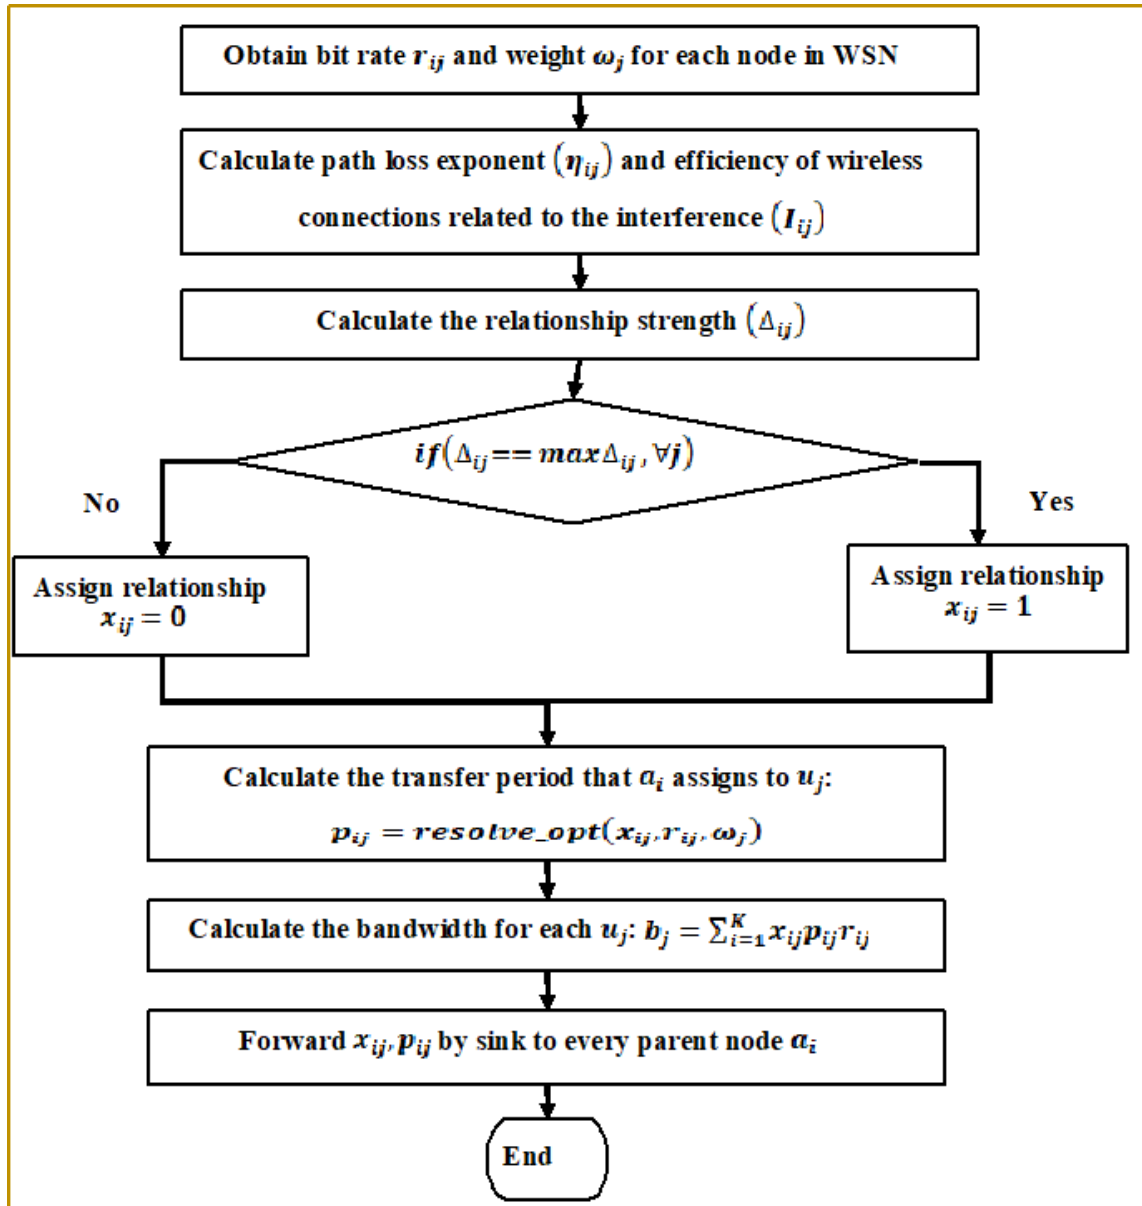 Obtain bit rate r_ij and weight ω_j for each node in WSN
Calculate path loss exponent (η_ij) and efficiency of wireless
connections related to the interference (I_ij)
Calculate the relationship strength (Δ_ij)
if(Δ_ij == maxΔ_ij, ∀j)
No
Yes
Assign relationship
x_ij = 0
Assign relationship
x_ij = 1
Calculate the transfer period that a_i assigns to u_j:
p_ij = resolve_opt(x_ij, r_ij, ω_j)
Calculate the bandwidth for each u_j: b_j = ∑_{i=1}^{K} x_ij p_ij r_ij
Forward x_ij, p_ij by sink to every parent node a_i
End